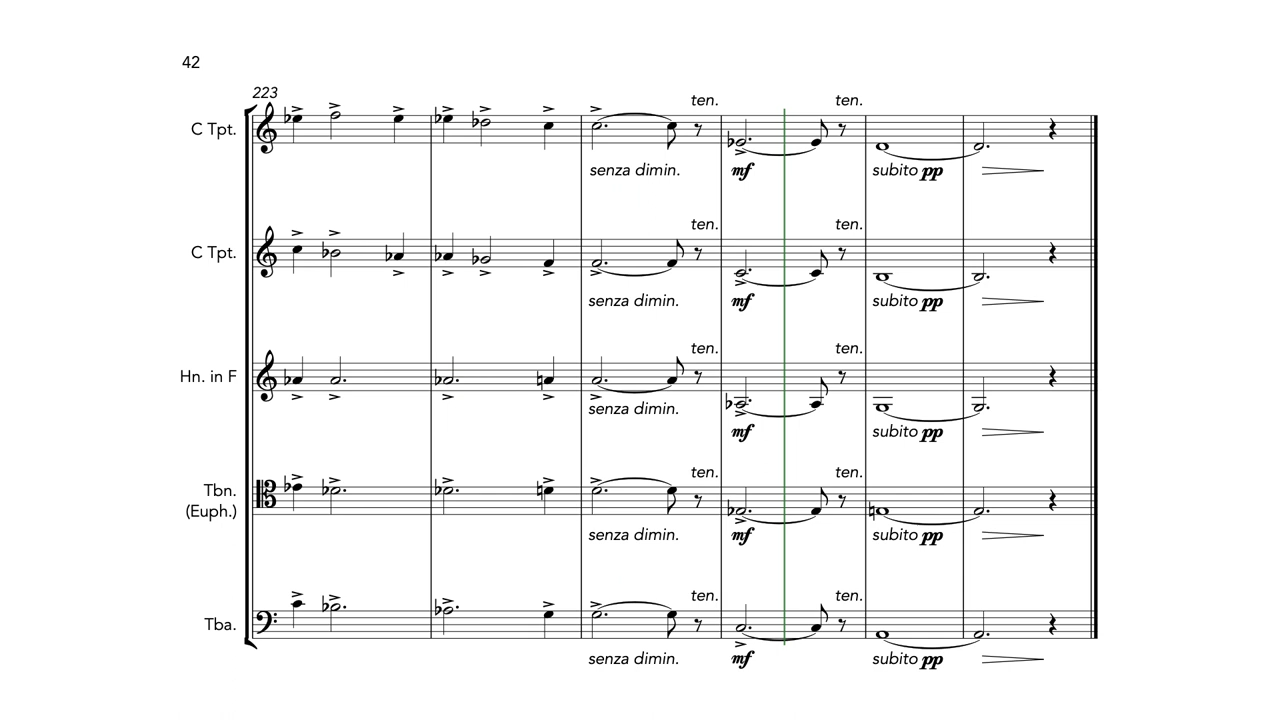 42
223
ten. ten.
C Tpt.
senza dimin. mf subito pp
ten. ten.
C Tpt.
senza dimin. mf subito pp
ten. ten.
Hn. in F
senza dimin. mf subito pp
ten. ten.
Tbn.
(Euph.)
senza dimin. mf subito pp
ten. ten.
Tba.
senza dimin. mf subito pp